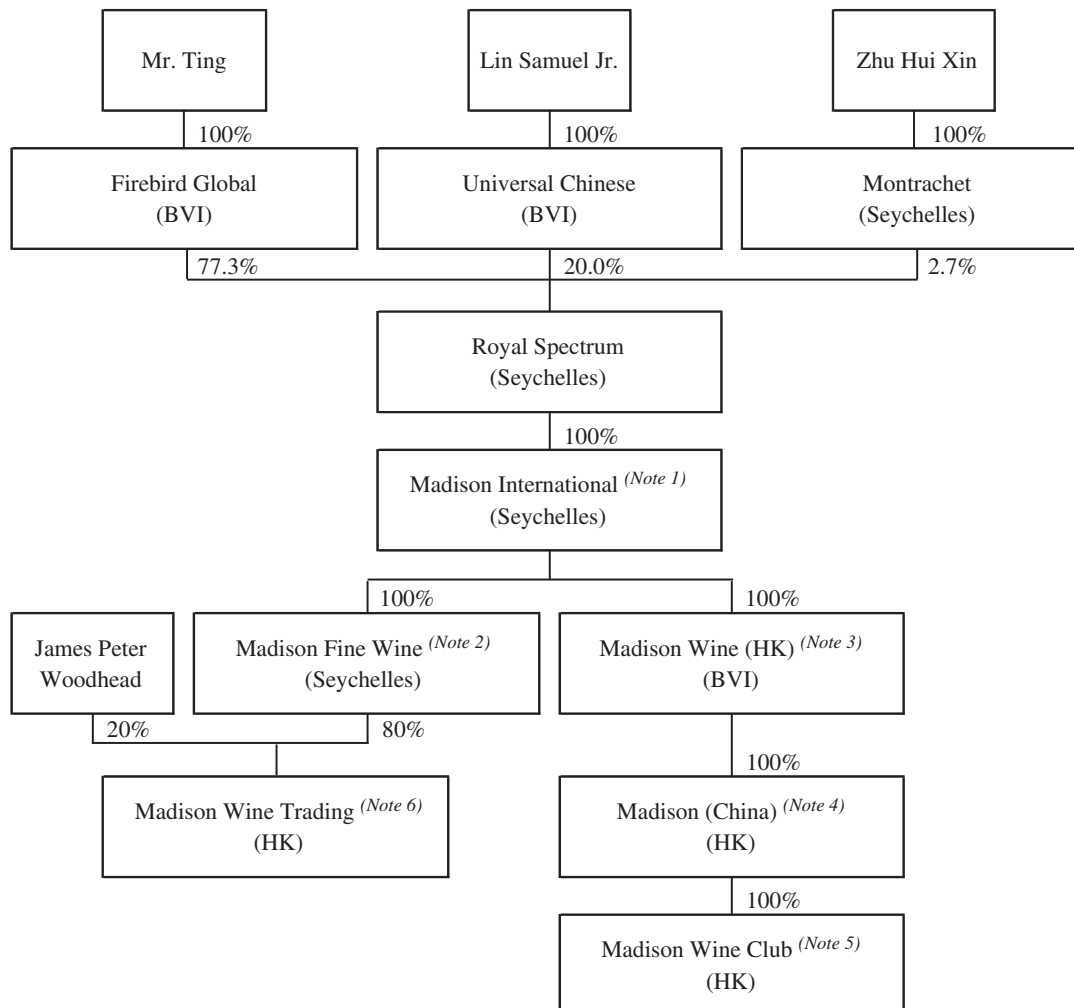 Mr. Ting
Lin Samuel Jr.
Zhu Hui Xin
100%
100%
100%
Firebird Global
(BVI)
Universal Chinese
(BVI)
Montrachet
(Seychelles)
77.3%
20.0%
2.7%
Royal Spectrum
(Seychelles)
100%
Madison International (Note 1)
(Seychelles)
100%
100%
James Peter
Woodhead
Madison Fine Wine (Note 2)
(Seychelles)
Madison Wine (HK) (Note 3)
(BVI)
20%
80%
100%
Madison Wine Trading (Note 6)
(HK)
Madison (China) (Note 4)
(HK)
100%
Madison Wine Club (Note 5)
(HK)